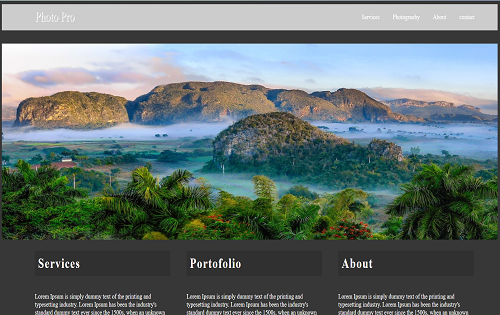 Photo Pro
Services Photography About contact
Services
Portofolio
About
Lorem Ipsum is simply dummy text of the printing and
typesetting industry. Lorem Ipsum has been the industry's
standard dummy text ever since the 1500s, when an unknown
Lorem Ipsum is simply dummy text of the printing and
typesetting industry. Lorem Ipsum has been the industry's
standard dummy text ever since the 1500s, when an unknown
Lorem Ipsum is simply dummy text of the printing and
typesetting industry. Lorem Ipsum has been the industry's
standard dummy text ever since the 1500s, when an unknown